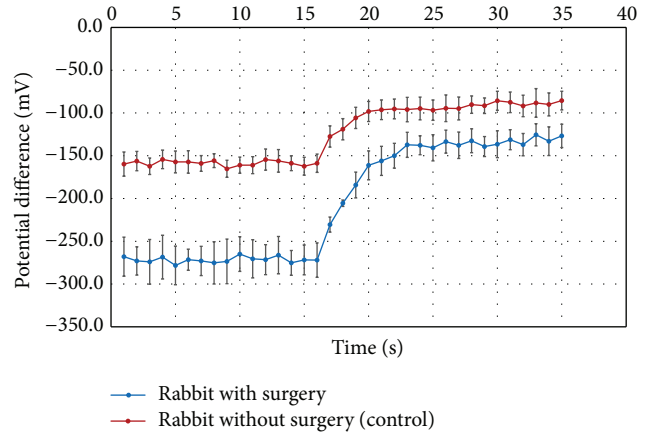 0 5 10 15 20 25 30 35 40
0.0
−50.0
−100.0
−150.0
−200.0
−250.0
−300.0
−350.0
Potential difference (mV)
Time (s)
Rabbit with surgery
Rabbit without surgery (control)